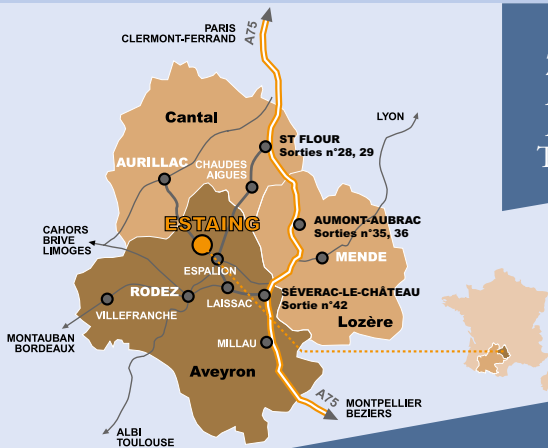 PARIS
CLERMONT-FERRAND
A75
Cantal
LYON
ST FLOUR
Sorties n°28, 29
AURILLAC
CHAUDES
AIGUES
ESTAING
AUMONT-AUBRAC
Sorties n°35, 36
CAHORS
BRIVE
LIMOGES
ESPALION
MENDE
RODEZ
LAISSAC
SÉVERAC-LE-CHÂTEAU
Sortie n°42
VILLEFRANCHE
Lozère
MONTAUBAN
BORDEAUX
MILLAU
Aveyron
A75
MONTPELLIER
BEZIERS
ALBI
TOULOUSE
T